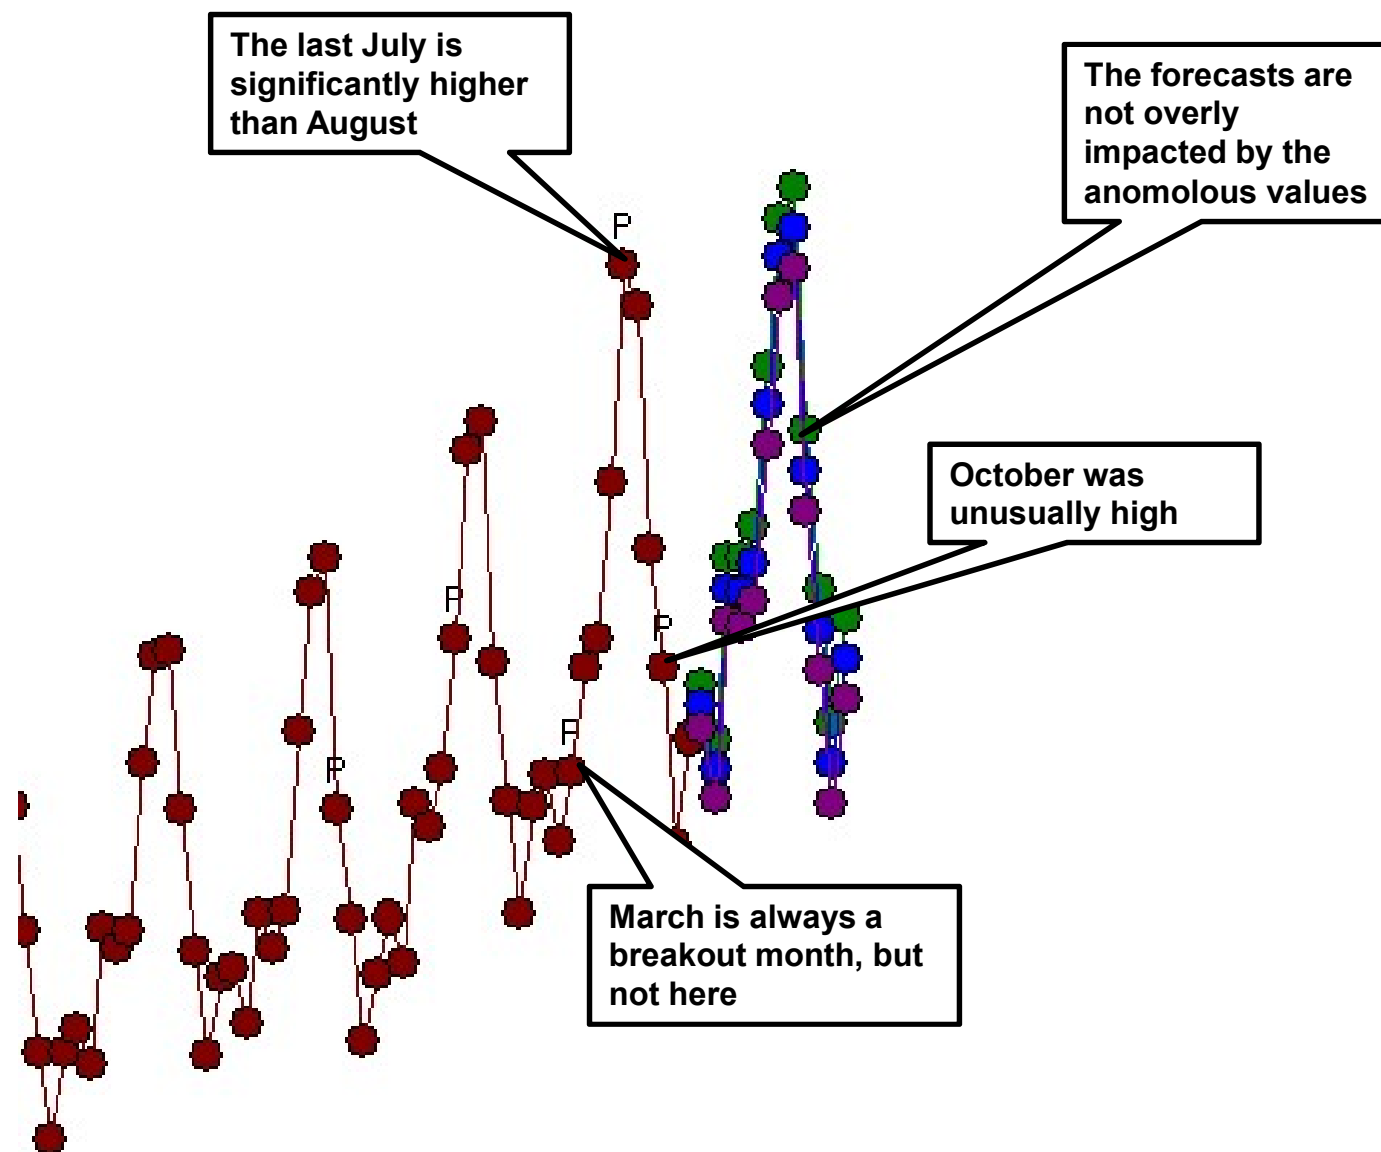 The last July is
significantly higher
than August
The forecasts are
not overly
impacted by the
anomolous values
P
October was
unusually high
P
P
P
P
March is always a
breakout month, but
not here